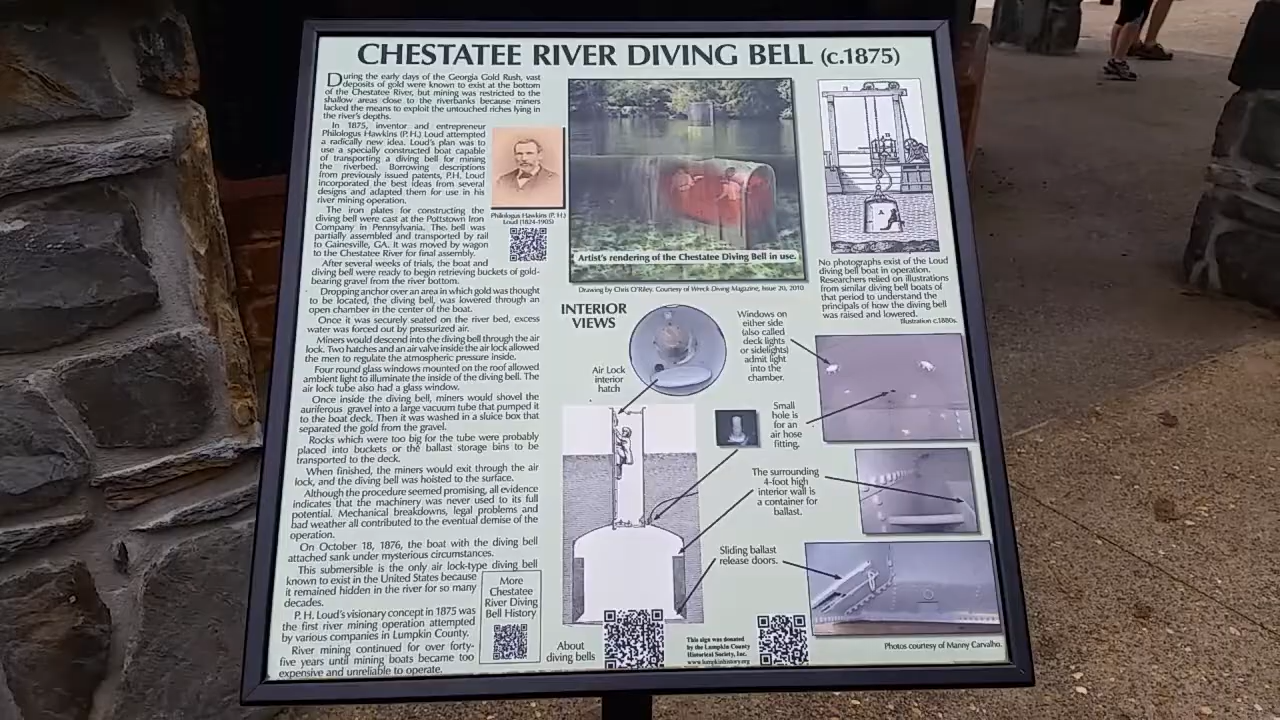 CHESTATEE RIVER DIVING BELL (c.1875)
During the early days of the Georgia Gold Rush, vast
deposits of gold were known to exist at the bottom
of the Chestatee River, but mining was restricted to the
shallow areas close to the riverbanks because miners
lacked the means to exploit the untouched riches lying in
the river's depths.
In 1875, inventor and entrepreneur
Philologus Hawkins (P.H.) Loud attempted
a radically new idea. Loud's plan was to
use a specially constructed boat capable
of transporting a diving bell for mining
the riverbed. Borrowing descriptions
from previously issued patents, P.H. Loud
incorporated the best ideas from several
designs and adapted them for use in his
river mining operation.
The iron plates for constructing the
diving bell were cast at the Pottstown Iron
Company in Pennsylvania. The bell was
partially assembled and transported by rail
to Gainesville, GA. It was moved by wagon
to the Chestatee River for final assembly.
After several weeks of trials, the boat and
diving bell were ready to begin retrieving buckets of gold-
bearing gravel from the river bottom.
Dropping anchor over an area in which gold was thought
to be located, the diving bell, was lowered through an
open chamber in the center of the boat.
Once it was securely seated on the river bed, excess
water was forced out by pressurized air.
Miners would descend into the diving bell through the air
lock. Two hatches and an air valve inside the air lock allowed
the men to regulate the atmospheric pressure inside.
Four round glass windows mounted on the roof allowed
ambient light to illuminate the inside of the diving bell. The
air lock tube also had a glass window.
Once inside the diving bell, miners would shovel the
auriferous gravel into a large vacuum tube that pumped it
to the boat deck. Then it was washed in a sluice box that
separated the gold from the gravel.
Rocks which were too big for the tube were probably
placed into buckets or the ballast storage bins to be
transported to the deck.
When finished, the miners would exit through the air
lock, and the diving bell was hoisted to the surface.
Although the procedure seemed promising, all evidence
indicates that the machinery was never used to its full
potential. Mechanical breakdowns, legal problems and
bad weather all contributed to the eventual demise of the
operation.
On October 18, 1876, the boat with the diving bell
attached sank under mysterious circumstances.
This submersible is the only air lock-type diving bell
known to exist in the United States because
it remained hidden in the river for so many
decades.
P. H. Loud's visionary concept in 1875 was
the first river mining operation attempted
by various companies in Lumpkin County.
River mining continued for over forty-
five years until mining boats became too
expensive and unreliable to operate.
Philologus Hawkins (P. H.)
Loud (1824-1905)
More
Chestatee
River Diving
Bell History
Artist's rendering of the Chestatee Diving Bell in use.
Drawing by Chris O'Riley. Courtesy of Wreck Diving Magazine, Issue 20, 2010
No photographs exist of the Loud
diving bell boat in operation.
Researchers relied on illustrations
from similar diving bell boats of
that period to understand the
principals of how the diving bell
was raised and lowered.
Illustration c.1880s.
INTERIOR
VIEWS
Air Lock
interior
hatch
Windows on
either side
(also called
deck lights
or sidelights)
admit light
into the
chamber.
Small
hole is
for an
air hose
fitting.
The surrounding
4-foot high
interior wall is
a container for
ballast.
Sliding ballast
release doors.
About
diving bells
This sign was donated
by the Lumpkin County
Historical Society, Inc.
www.lumpkinhistory.org
Photos courtesy of Manny Carvalho.